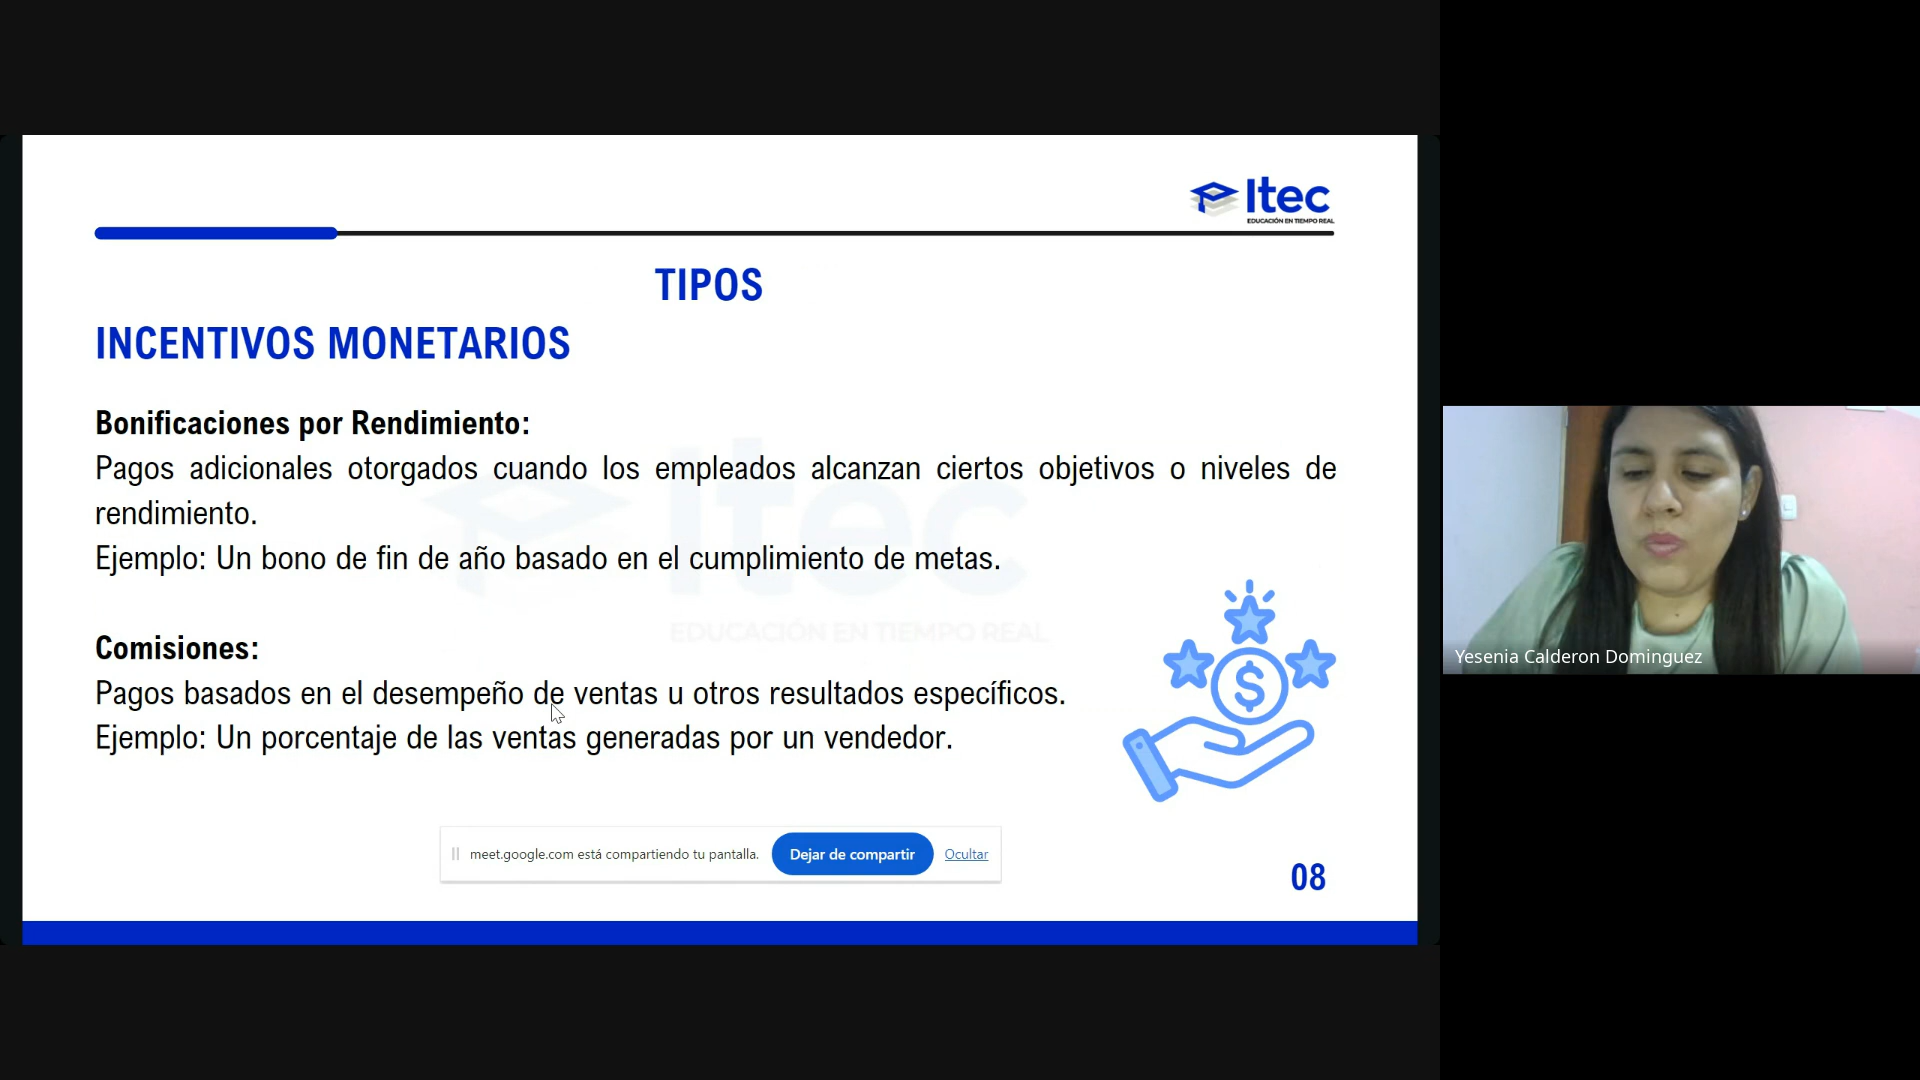 Itec
EDUCACIÓN EN TIEMPO REAL
TIPOS
INCENTIVOS MONETARIOS
Bonificaciones por Rendimiento:
Pagos adicionales otorgados cuando los empleados alcanzan ciertos objetivos o niveles de
rendimiento.
Ejemplo: Un bono de fin de año basado en el cumplimiento de metas.
Itec
EDUCACIÓN EN TIEMPO REAL
Comisiones:
Pagos basados en el desempeño de ventas u otros resultados específicos.
Ejemplo: Un porcentaje de las ventas generadas por un vendedor.
$
meet.google.com está compartiendo tu pantalla. Dejar de compartir Ocultar
08
Yesenia Calderon Dominguez